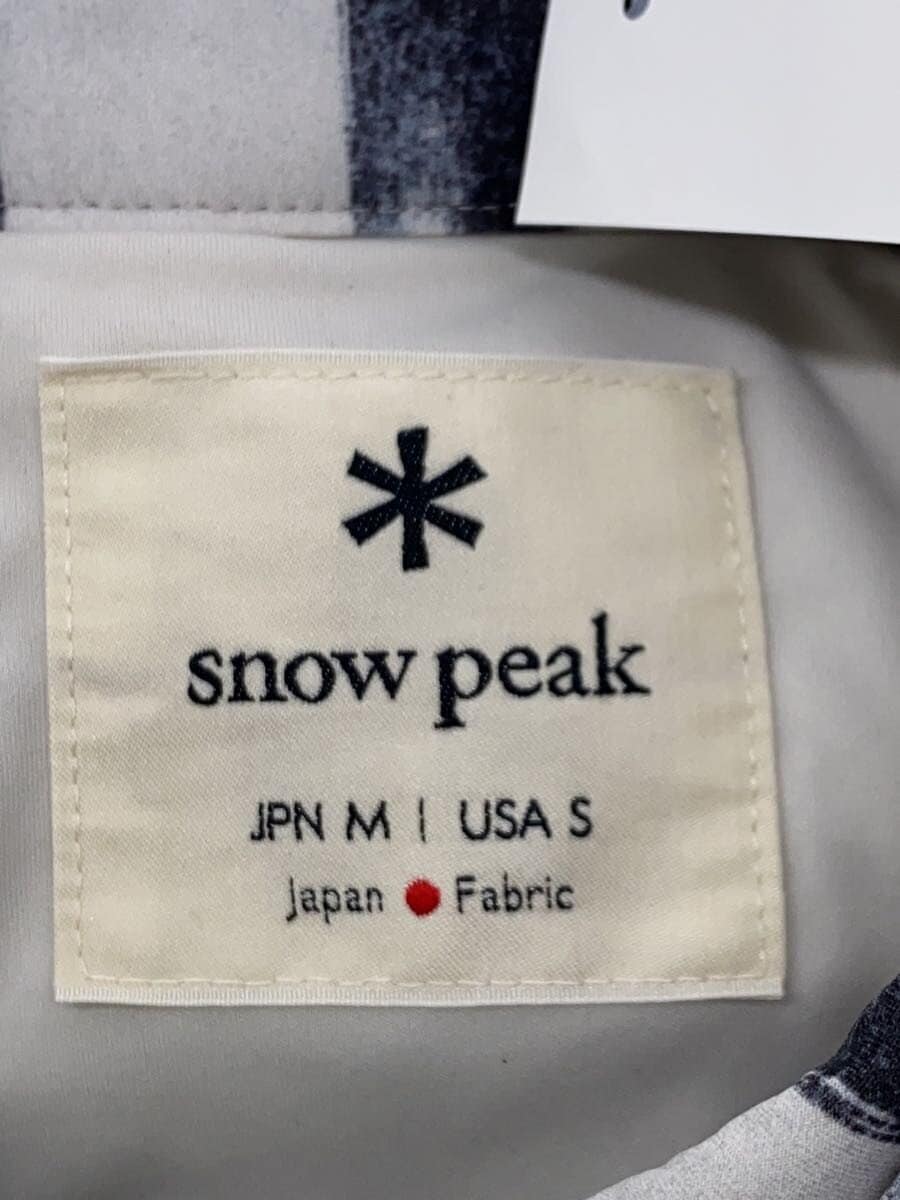 snow peak
JPN M | USA S
Japan ● Fabric